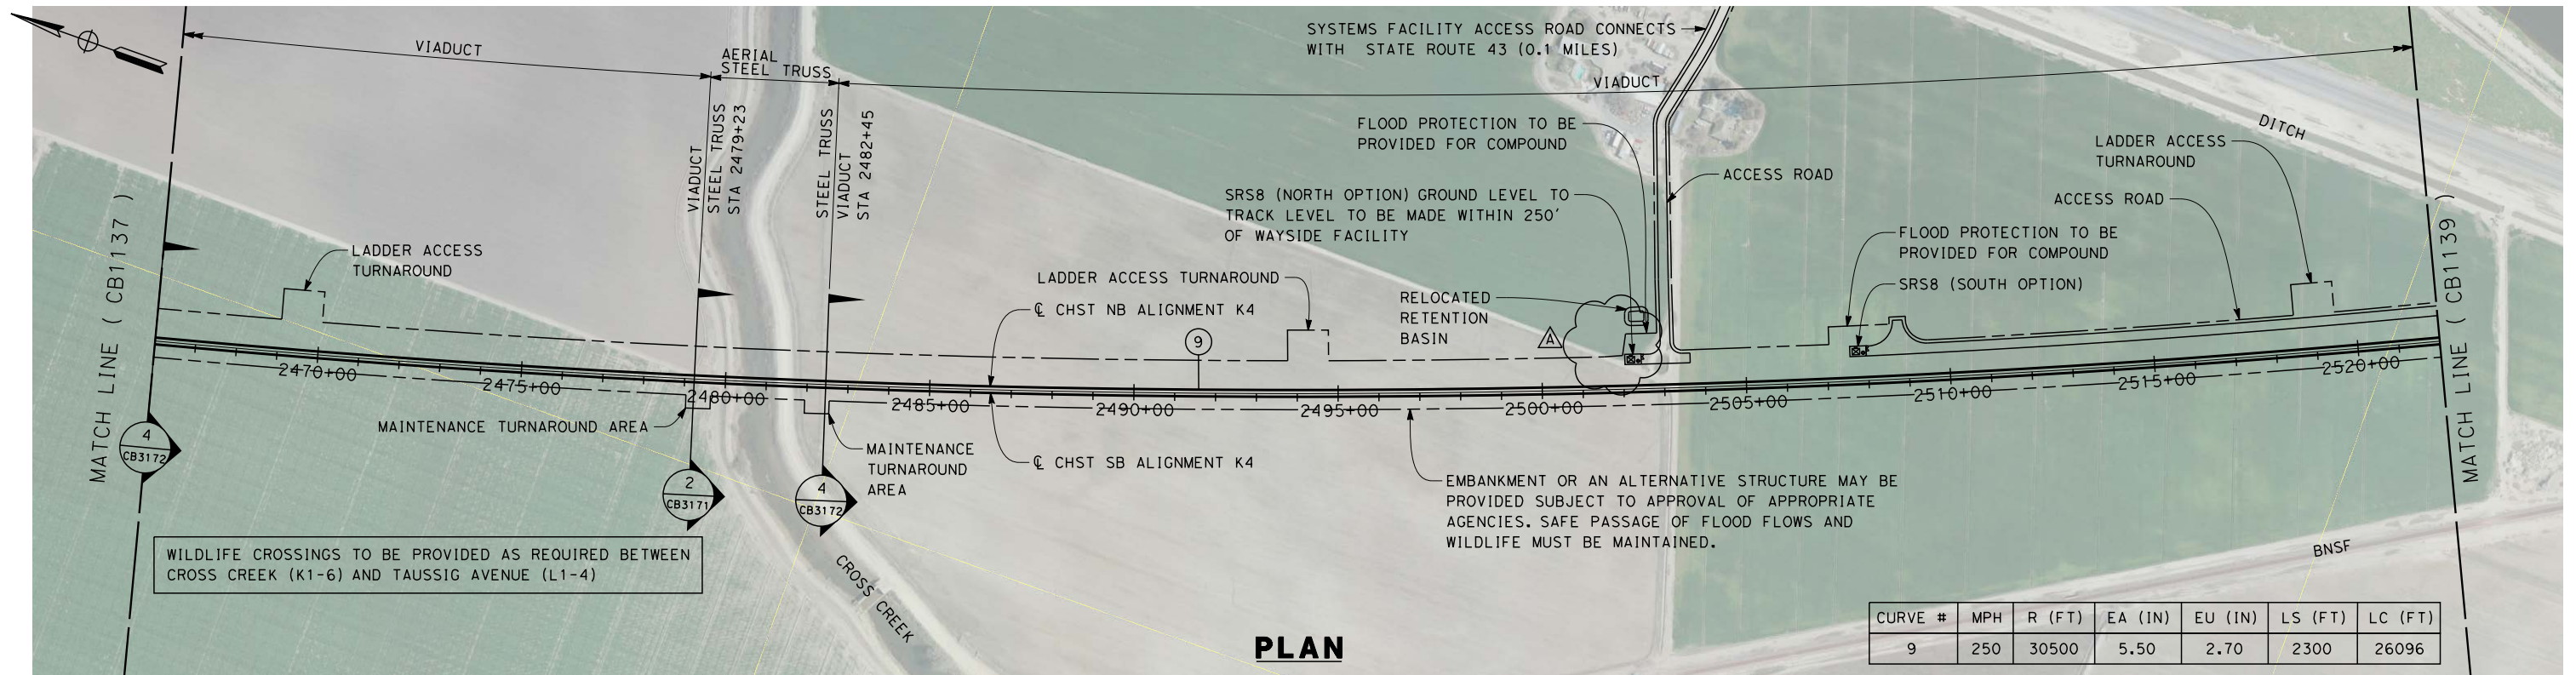 VIADUCT
AERIAL
STEEL TRUSS
SYSTEMS FACILITY ACCESS ROAD CONNECTS
WITH STATE ROUTE 43 (0.1 MILES)
VIADUCT
VIADUCT
STEEL TRUSS
STA 2479+23
STEEL TRUSS
VIADUCT
STA 2482+45
FLOOD PROTECTION TO BE
PROVIDED FOR COMPOUND
DITCH
LADDER ACCESS
TURNAROUND
ACCESS ROAD
SRS8 (NORTH OPTION) GROUND LEVEL TO
TRACK LEVEL TO BE MADE WITHIN 250'
OF WAYSIDE FACILITY
ACCESS ROAD
MATCH LINE ( CB1137 )
LADDER ACCESS
TURNAROUND
LADDER ACCESS TURNAROUND
℄ CHST NB ALIGNMENT K4
RELOCATED
RETENTION
BASIN
A
FLOOD PROTECTION TO BE
PROVIDED FOR COMPOUND
SRS8 (SOUTH OPTION)
MATCH LINE ( CB1139 )
9
2470+00
2475+00
2480+00
2485+00
2490+00
2495+00
2500+00
2505+00
2510+00
2515+00
2520+00
MAINTENANCE TURNAROUND AREA
MAINTENANCE
TURNAROUND
AREA
℄ CHST SB ALIGNMENT K4
4
CB3172
2
CB3171
4
CB3172
EMBANKMENT OR AN ALTERNATIVE STRUCTURE MAY BE
PROVIDED SUBJECT TO APPROVAL OF APPROPRIATE
AGENCIES. SAFE PASSAGE OF FLOOD FLOWS AND
WILDLIFE MUST BE MAINTAINED.
WILDLIFE CROSSINGS TO BE PROVIDED AS REQUIRED BETWEEN
CROSS CREEK (K1-6) AND TAUSSIG AVENUE (L1-4)
CROSS CREEK
BNSF
PLAN
CURVE # MPH R (FT) EA (IN) EU (IN) LS (FT) LC (FT)
9 250 30500 5.50 2.70 2300 26096